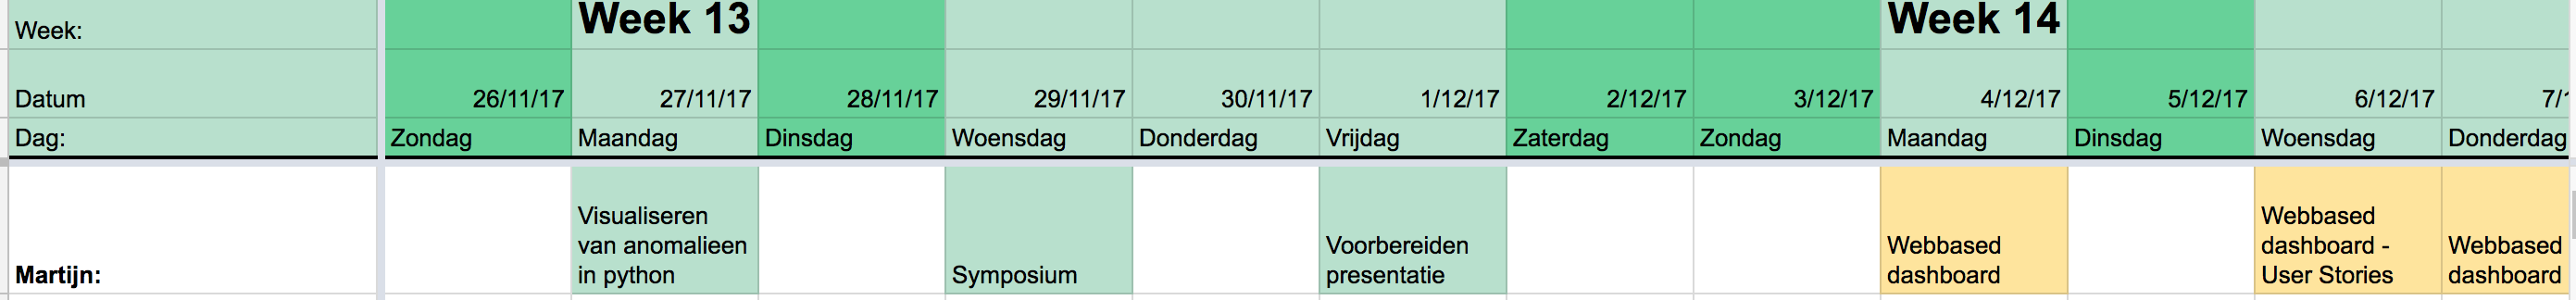 Week: Week 13 Week 14
Datum 26/11/17 27/11/17 28/11/17 29/11/17 30/11/17 1/12/17 2/12/17 3/12/17 4/12/17 5/12/17 6/12/17 7/1
Dag: Zondag Maandag Dinsdag Woensdag Donderdag Vrijdag Zaterdag Zondag Maandag Dinsdag Woensdag Donderdag
Martijn:
Visualiseren
van anomalieen
in python
Symposium
Voorbereiden
presentatie
Webbased
dashboard
Webbased
dashboard -
User Stories
Webbased
dashboard